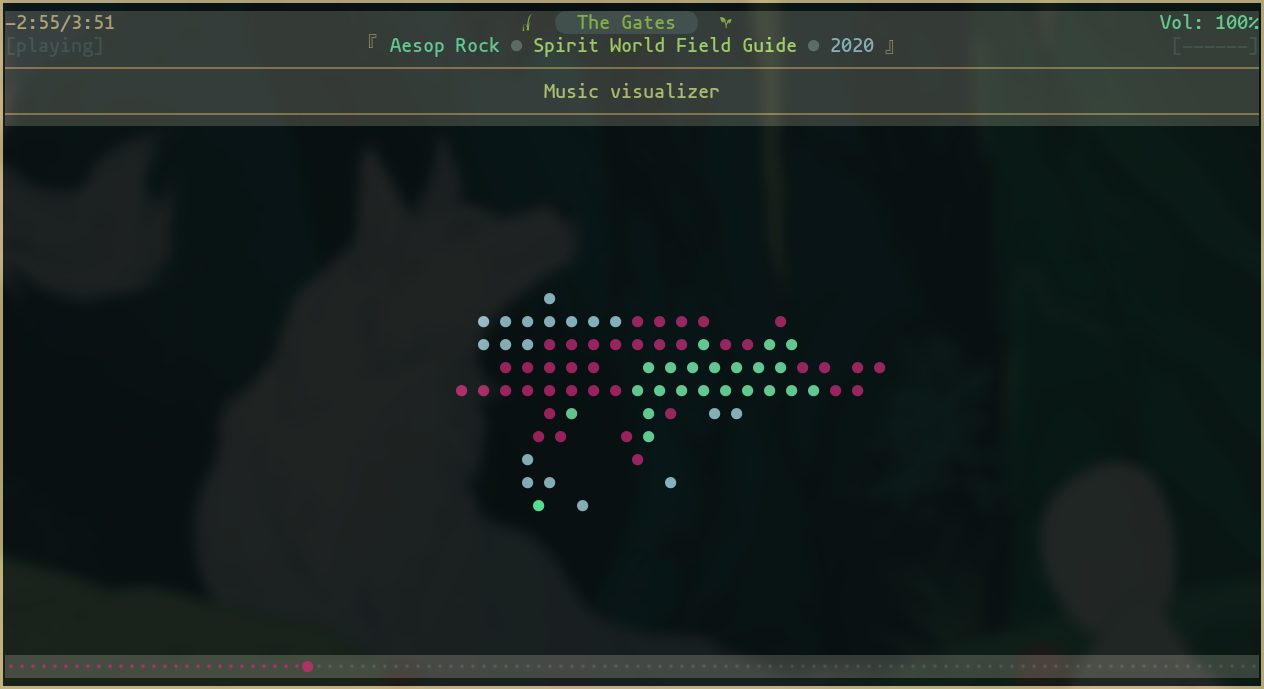 -2:55/3:51 The Gates Vol: 100%
[playing] 『 Aesop Rock ● Spirit World Field Guide ● 2020 』 [------]
Music visualizer